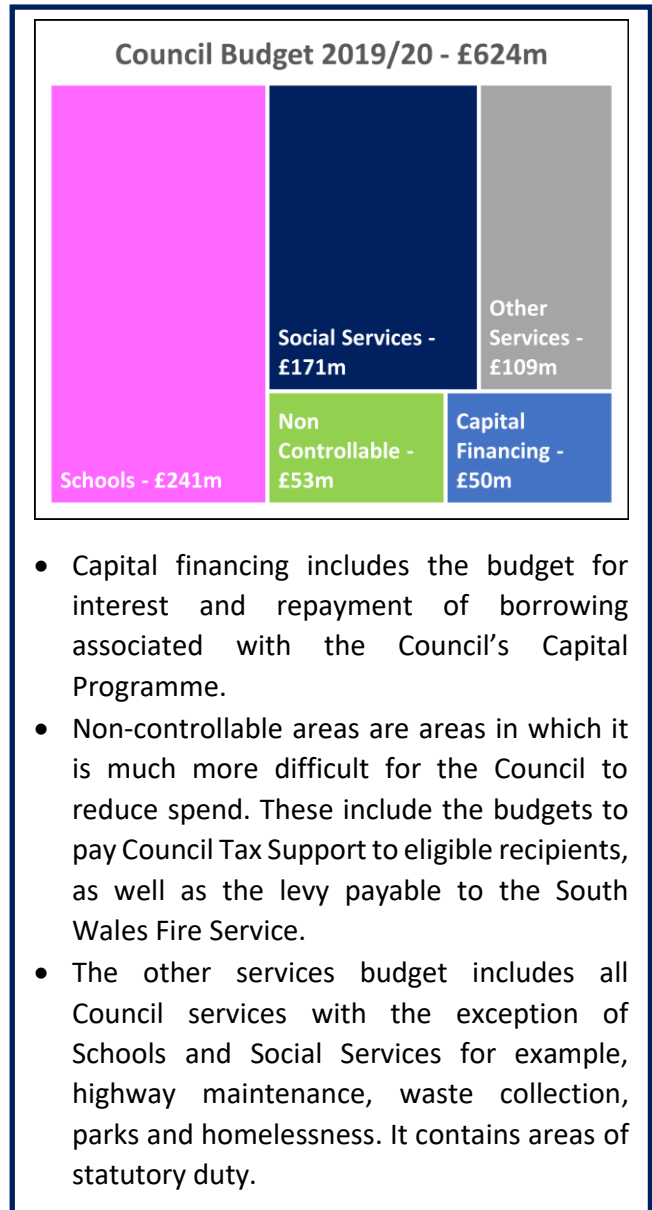 Council Budget 2019/20 - £624m
Schools - £241m
Social Services -
£171m
Other
Services -
£109m
Non
Controllable -
£53m
Capital
Financing -
£50m
• Capital financing includes the budget for
interest and repayment of borrowing
associated with the Council’s Capital
Programme.
• Non-controllable areas are areas in which it
is much more difficult for the Council to
reduce spend. These include the budgets to
pay Council Tax Support to eligible recipients,
as well as the levy payable to the South
Wales Fire Service.
• The other services budget includes all
Council services with the exception of
Schools and Social Services for example,
highway maintenance, waste collection,
parks and homelessness. It contains areas of
statutory duty.